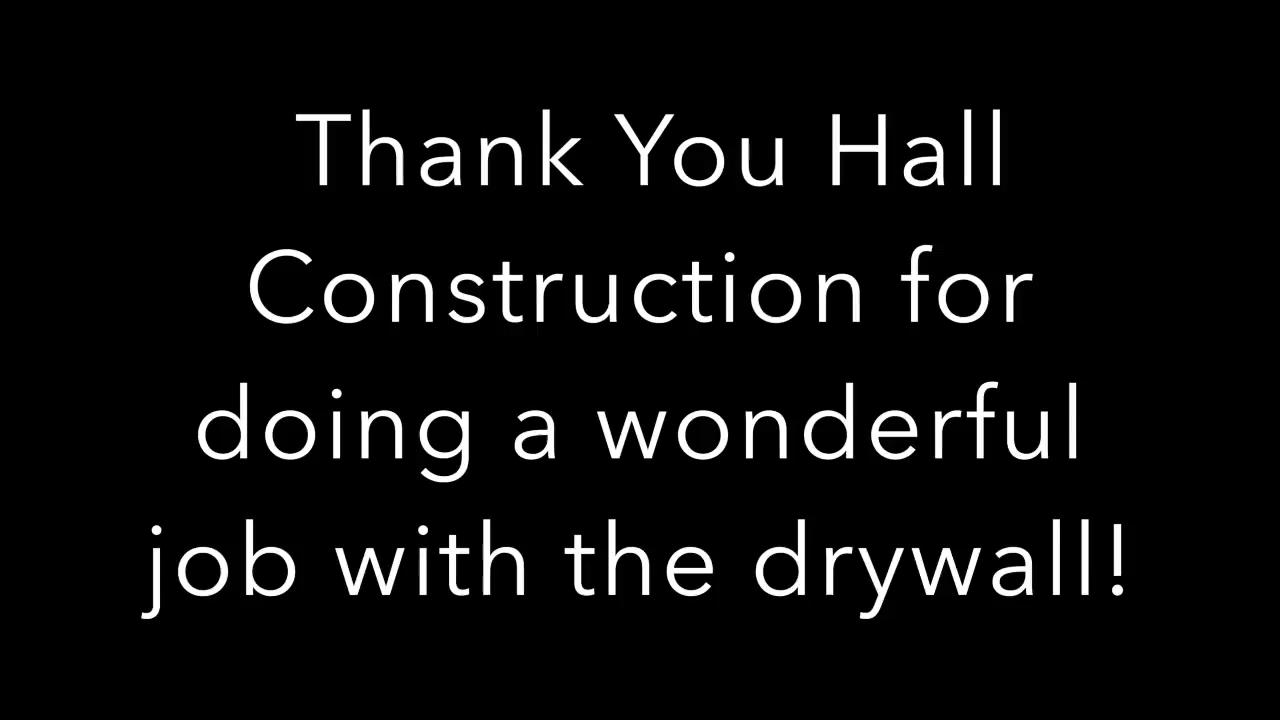 Thank You Hall
Construction for
doing a wonderful
job with the drywall!